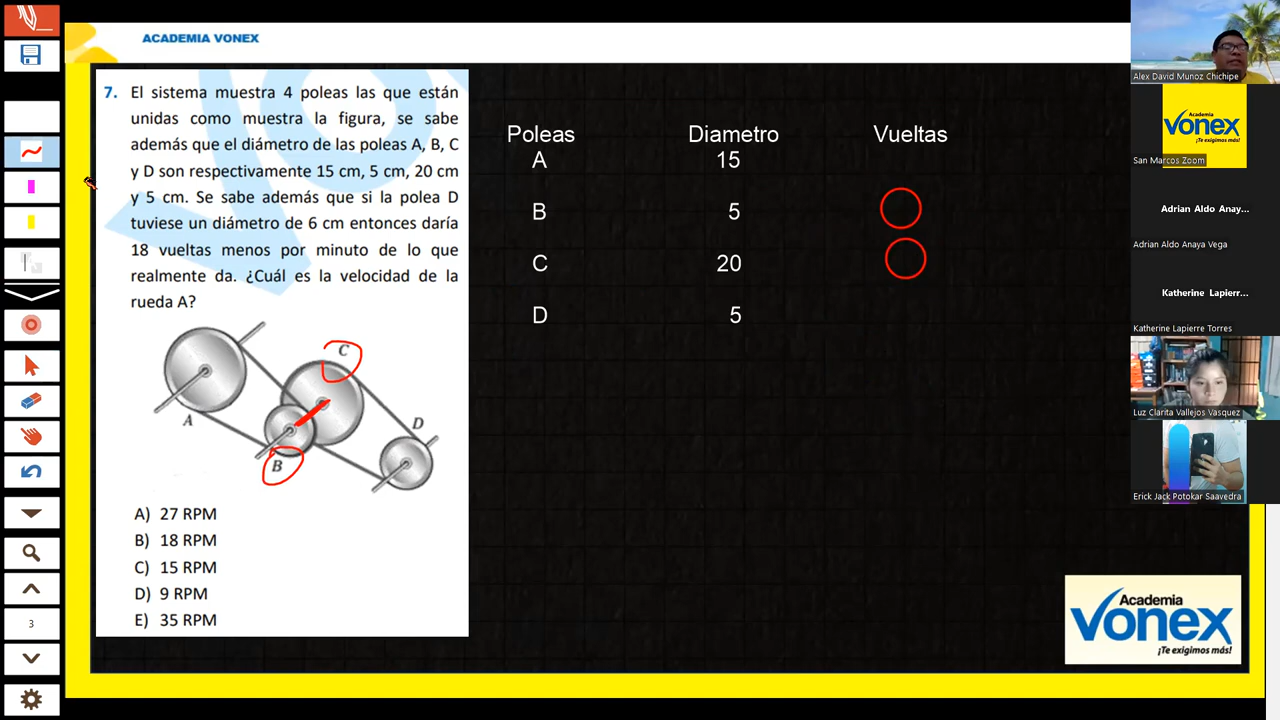 ACADEMIA VONEX
7. El sistema muestra 4 poleas las que están
unidas como muestra la figura, se sabe
además que el diámetro de las poleas A, B, C
y D son respectivamente 15 cm, 5 cm, 20 cm
y 5 cm. Se sabe además que si la polea D
tuviese un diámetro de 6 cm entonces daría
18 vueltas menos por minuto de lo que
realmente da. ¿Cuál es la velocidad de la
rueda A?
C
A
D
B
A) 27 RPM
B) 18 RPM
C) 15 RPM
D) 9 RPM
E) 35 RPM
Poleas Diametro Vueltas
A 15
B 5
C 20
D 5
Academia
Vonex
¡Te exigimos más!
Alex David Munoz Chichipe
Academia
Vonex
¡Te exigimos más!
San Marcos Zoom
Adrian Aldo Anay...
Adrian Aldo Anaya Vega
Katherine Lapierr...
Katherine Lapierre Torres
Luz Clarita Vallejos Vasquez
Erick Jack Potokar Saavedra
3